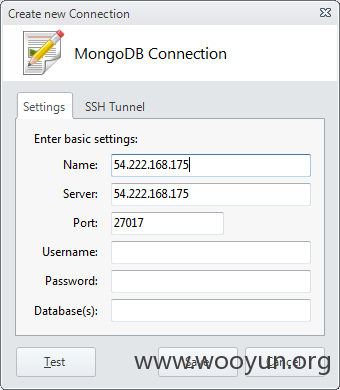 Create new Connection
MongoDB Connection
Settings SSH Tunnel
Enter basic settings:
Name: 54.222.168.175
Server: 54.222.168.175
Port: 27017
Username:
Password:
Database(s):
Test Save Cancel
www.wooyun.org